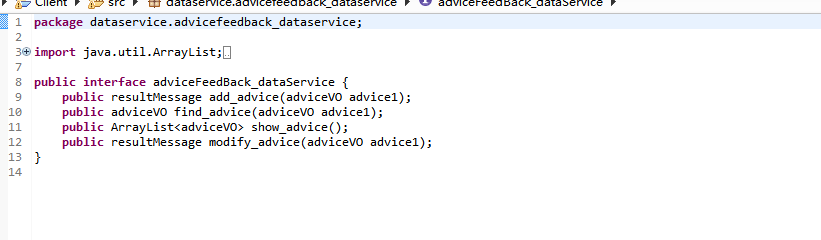 Client src dataservice.advicefeedback_dataservice adviceFeedBack_dataService
1 package dataservice.advicefeedback_dataservice;
2
3 import java.util.ArrayList;
7
8 public interface adviceFeedBack_dataService {
9 public resultMessage add_advice(adviceVO advice1);
10 public adviceVO find_advice(adviceVO advice1);
11 public ArrayList<adviceVO> show_advice();
12 public resultMessage modify_advice(adviceVO advice1);
13 }
14